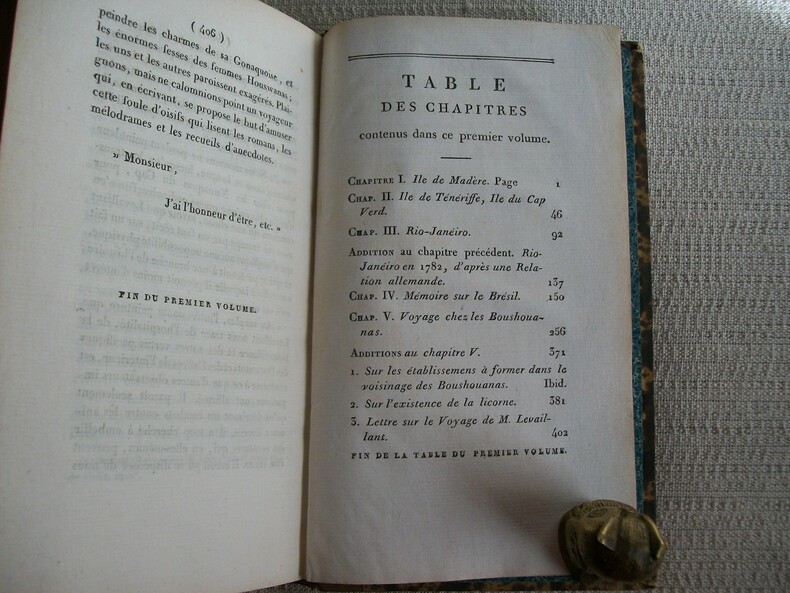 ( 406 )
peindre les charmes de sa Gonaquoise, et
les énormes fesses des femmes Houswanas;
les uns et les autres paroissent exagérés. Plai-
gnons, mais ne calomnions point un voyageur
qui, en écrivant, se propose le but d'amuser
cette foule d'oisifs qui lisent les romans, les
mélodrames et les recueils d'anecdotes.
» Monsieur,
J'ai l'honneur d'être, etc. »
FIN DU PREMIER VOLUME.
TABLE
DES CHAPITRES
contenus dans ce premier volume.
CHAPITRE I. Ile de Madère. Page 1
CHAP. II. Ile de Ténériffe, Ile du Cap
Verd. 46
CHAP. III. Rio-Janéiro. 92
ADDITION au chapitre précédent. Rio-
Janéiro en 1782, d'après une Rela-
tion allemande. 137
CHAP. IV. Mémoire sur le Brésil. 150
CHAP. V. Voyage chez les Boushoua-
nas. 256
ADDITIONS au chapitre V. 371
1. Sur les établissemens à former dans le
voisinage des Boushouanas. Ibid.
2. Sur l'existence de la licorne. 381
3. Lettre sur le Voyage de M. Levail-
lant. 402
FIN DE LA TABLE DU PREMIER VOLUME.